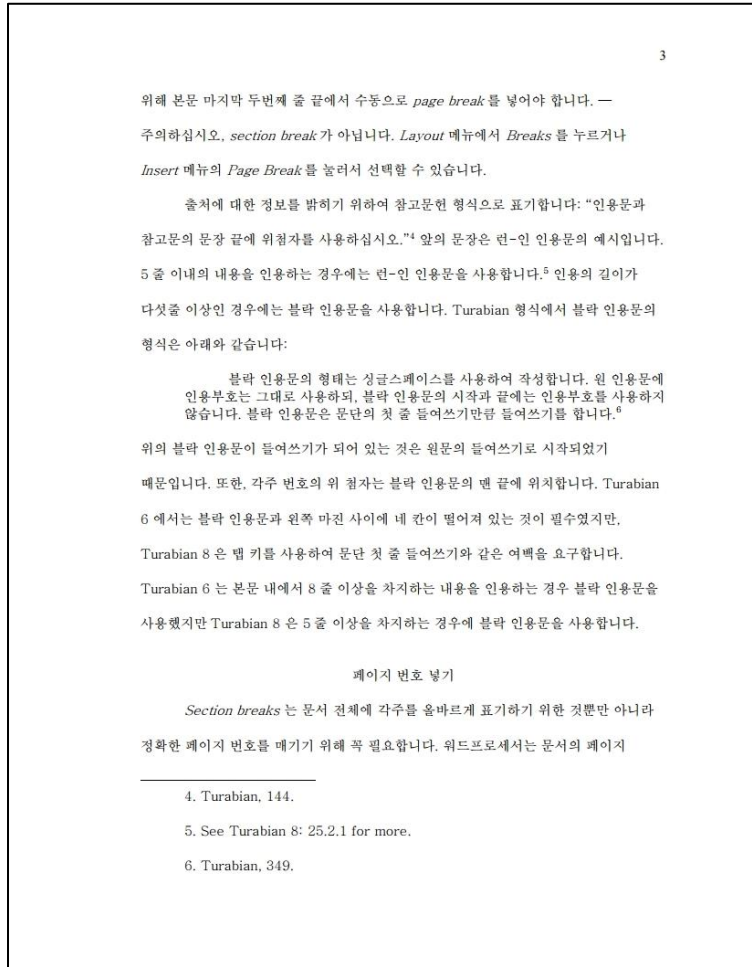 3
위해 본문 마지막 두번째 줄 끝에서 수동으로 page break 를 넣어야 합니다. —
주의하십시오, section break 가 아닙니다. Layout 메뉴에서 Breaks 를 누르거나
Insert 메뉴의 Page Break 를 눌러서 선택할 수 있습니다.
출처에 대한 정보를 밝히기 위하여 참고문헌 형식으로 표기합니다: “인용문과
참고문의 문장 끝에 위첨자를 사용하십시오.”4 앞의 문장은 런-인 인용문의 예시입니다.
5 줄 이내의 내용을 인용하는 경우에는 런-인 인용문을 사용합니다.5 인용의 길이가
다섯줄 이상인 경우에는 블락 인용문을 사용합니다. Turabian 형식에서 블락 인용문의
형식은 아래와 같습니다:
블락 인용문의 형태는 싱글스페이스를 사용하여 작성합니다. 원 인용문에
인용부호는 그대로 사용하되, 블락 인용문의 시작과 끝에는 인용부호를 사용하지
않습니다. 블락 인용문은 문단의 첫 줄 들여쓰기만큼 들여쓰기를 합니다.6
위의 블락 인용문이 들여쓰기가 되어 있는 것은 원문의 들여쓰기로 시작되었기
때문입니다. 또한, 각주 번호의 위 첨자는 블락 인용문의 맨 끝에 위치합니다. Turabian
6 에서는 블락 인용문과 왼쪽 마진 사이에 네 칸이 떨어져 있는 것이 필수였지만,
Turabian 8 은 탭 키를 사용하여 문단 첫 줄 들여쓰기와 같은 여백을 요구합니다.
Turabian 6 는 본문 내에서 8 줄 이상을 차지하는 내용을 인용하는 경우 블락 인용문을
사용했지만 Turabian 8 은 5 줄 이상을 차지하는 경우에 블락 인용문을 사용합니다.
페이지 번호 넣기
Section breaks 는 문서 전체에 각주를 올바르게 표기하기 위한 것뿐만 아니라
정확한 페이지 번호를 매기기 위해 꼭 필요합니다. 워드프로세서는 문서의 페이지
4. Turabian, 144.
5. See Turabian 8: 25.2.1 for more.
6. Turabian, 349.